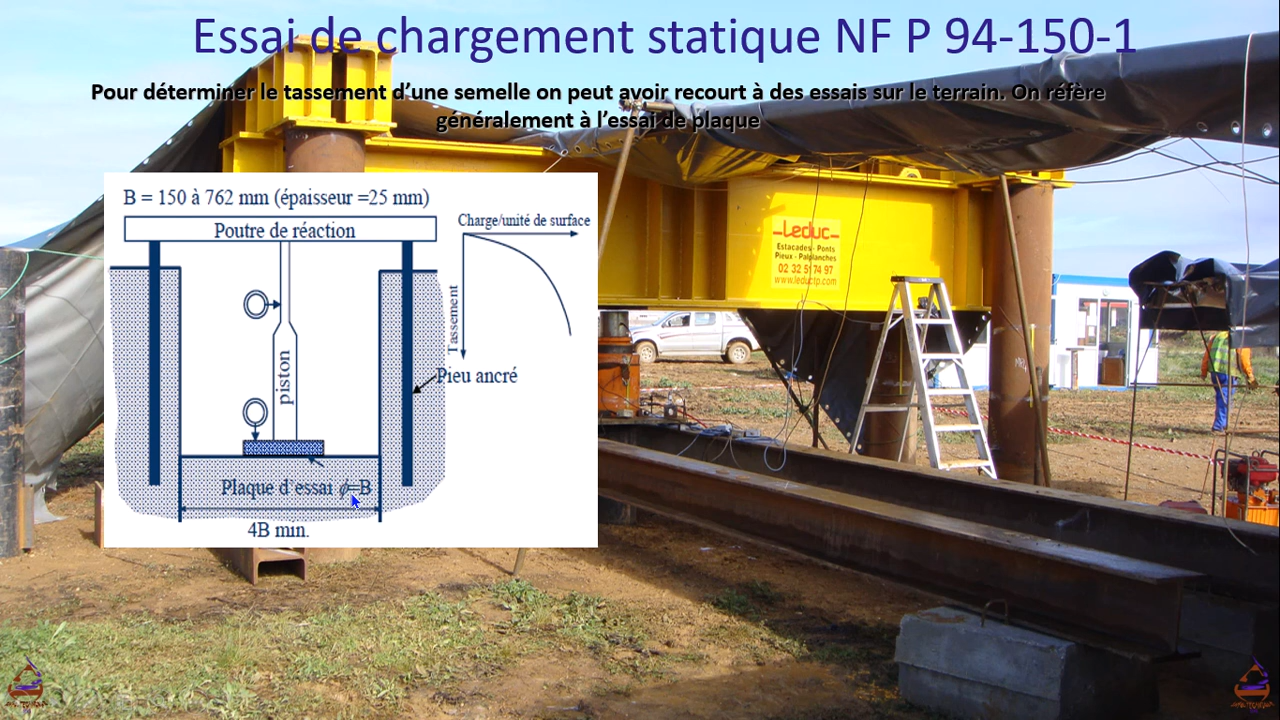 Essai de chargement statique NF P 94-150-1
Pour déterminer le tassement d’une semelle on peut avoir recourt à des essais sur le terrain. On réfère
généralement à l’essai de plaque
B = 150 à 762 mm (épaisseur =25 mm)
Poutre de réaction
Charge/unité de surface
Tassement
piston
Pieu ancré
Plaque d'essai ϕ=B
4B min.
Leduc
Estacades - Ponts
Pieux - Palplanches
02 32 51 74 97
www.leductp.com